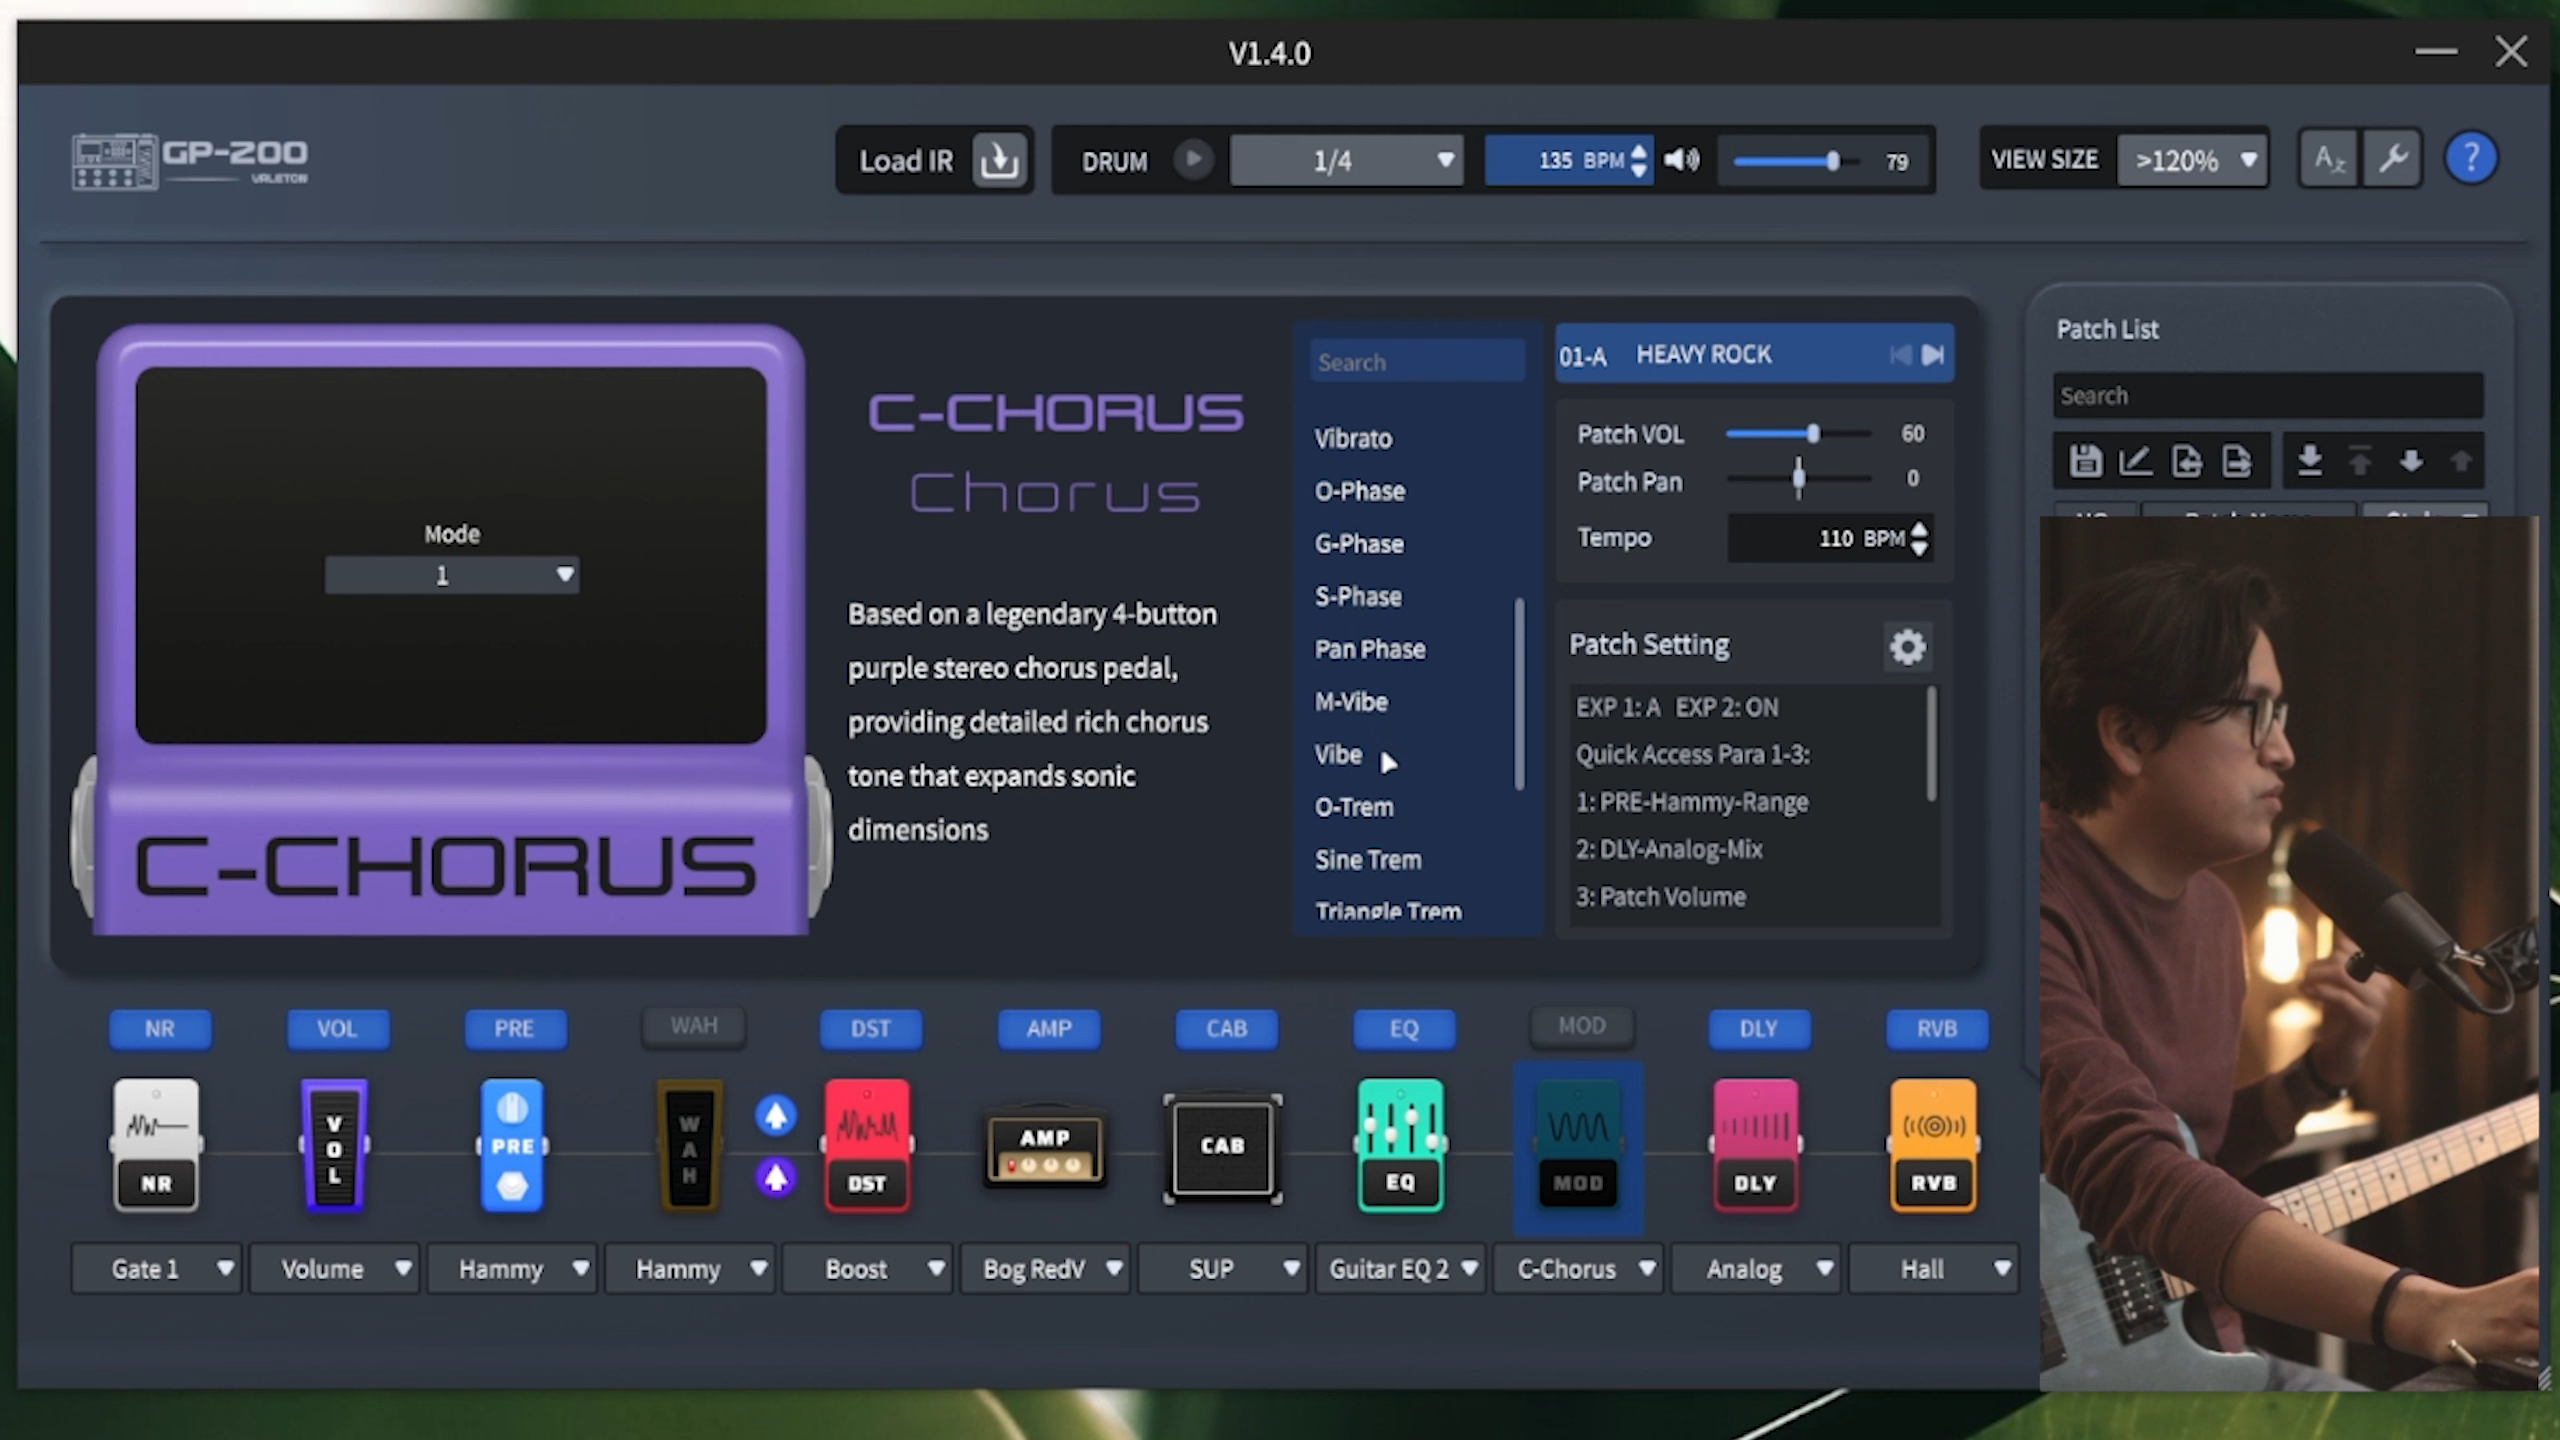 V1.4.0
GP-200
VALETON
Load IR
DRUM
1/4
135 BPM
79
VIEW SIZE
>120%
?
C-CHORUS
Mode
1
C-CHORUS
Chorus
Based on a legendary 4-button
purple stereo chorus pedal,
providing detailed rich chorus
tone that expands sonic
dimensions
Search
Vibrato
O-Phase
G-Phase
S-Phase
Pan Phase
M-Vibe
Vibe
O-Trem
Sine Trem
Triangle Trem
01-A HEAVY ROCK
Patch VOL 60
Patch Pan 0
Tempo 110 BPM
Patch Setting
EXP 1: A EXP 2: ON
Quick Access Para 1-3:
1: PRE-Hammy-Range
2: DLY-Analog-Mix
3: Patch Volume
Patch List
Search
NR VOL PRE WAH DST AMP CAB EQ MOD DLY RVB
NR VOL PRE WAH DST AMP CAB EQ MOD DLY RVB
Gate 1 Volume Hammy Hammy Boost Bog RedV SUP Guitar EQ 2 C-Chorus Analog Hall